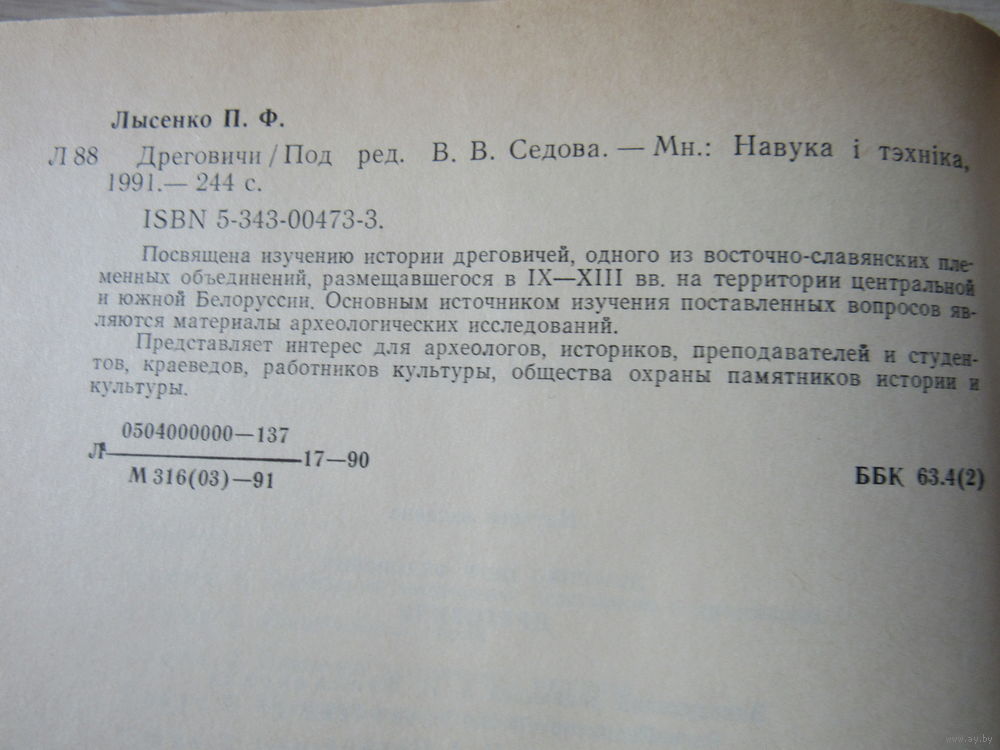 Лысенко П. Ф.
Л 88 Дреговичи / Под ред. В. В. Седова. — Мн.: Навука і тэхніка,
1991.— 244 с.
ISBN 5-343-00473-3.
Посвящена изучению истории дреговичей, одного из восточно-славянских пле-
менных объединений, размещавшегося в IX—XIII вв. на территории центральной
и южной Белоруссии. Основным источником изучения поставленных вопросов яв-
ляются материалы археологических исследований.
Представляет интерес для археологов, историков, преподавателей и студен-
тов, краеведов, работников культуры, общества охраны памятников истории и
культуры.
0504000000—137
Л 17—90
М 316(03)—91
ББК 63.4(2)
www.ay.by